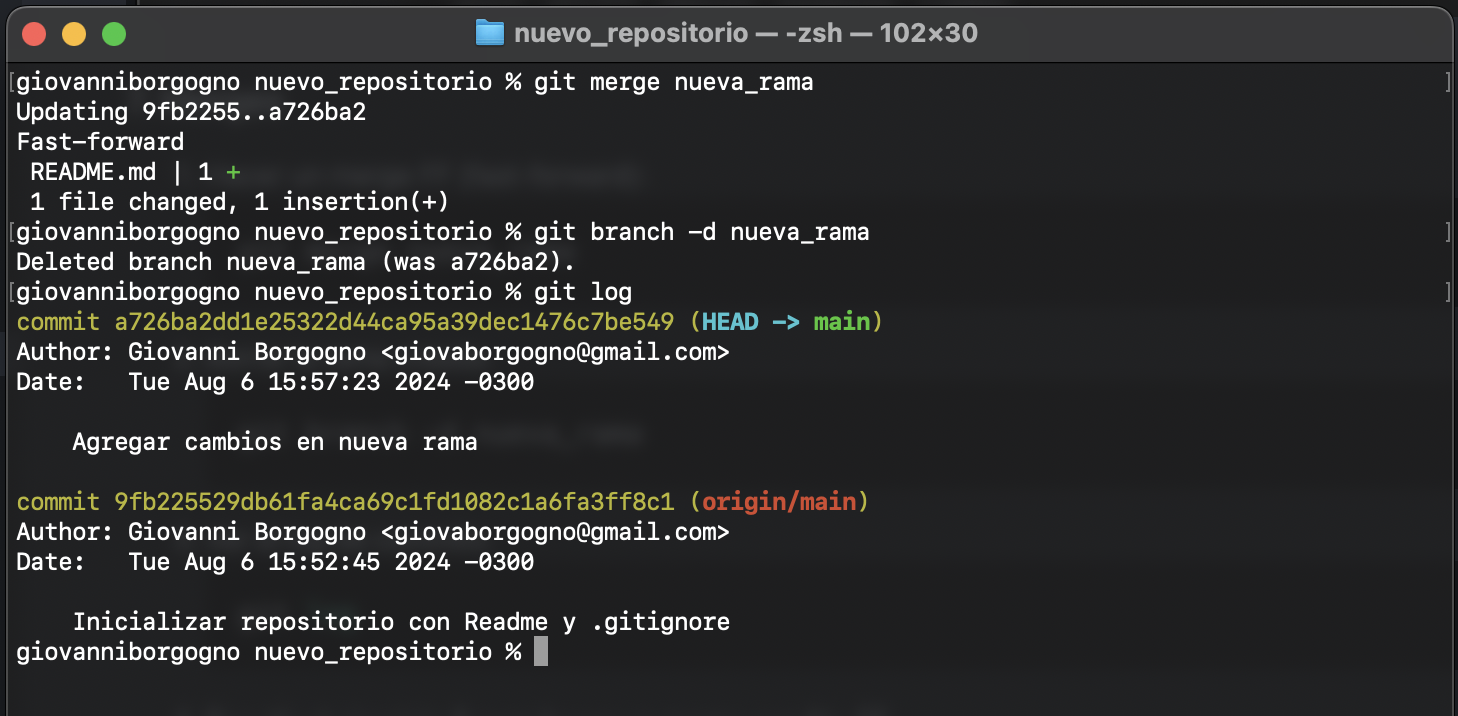 nuevo_repositorio — -zsh — 102×30
[giovanniborgogno nuevo_repositorio % git merge nueva_rama ]
Updating 9fb2255..a726ba2
Fast-forward
 README.md | 1 +
 1 file changed, 1 insertion(+)
[giovanniborgogno nuevo_repositorio % git branch -d nueva_rama ]
Deleted branch nueva_rama (was a726ba2).
[giovanniborgogno nuevo_repositorio % git log ]
commit a726ba2dd1e25322d44ca95a39dec1476c7be549 (HEAD -> main)
Author: Giovanni Borgogno <giovaborgogno@gmail.com>
Date:   Tue Aug 6 15:57:23 2024 -0300
    Agregar cambios en nueva rama
commit 9fb225529db61fa4ca69c1fd1082c1a6fa3ff8c1 (origin/main)
Author: Giovanni Borgogno <giovaborgogno@gmail.com>
Date:   Tue Aug 6 15:52:45 2024 -0300
    Inicializar repositorio con Readme y .gitignore
giovanniborgogno nuevo_repositorio %